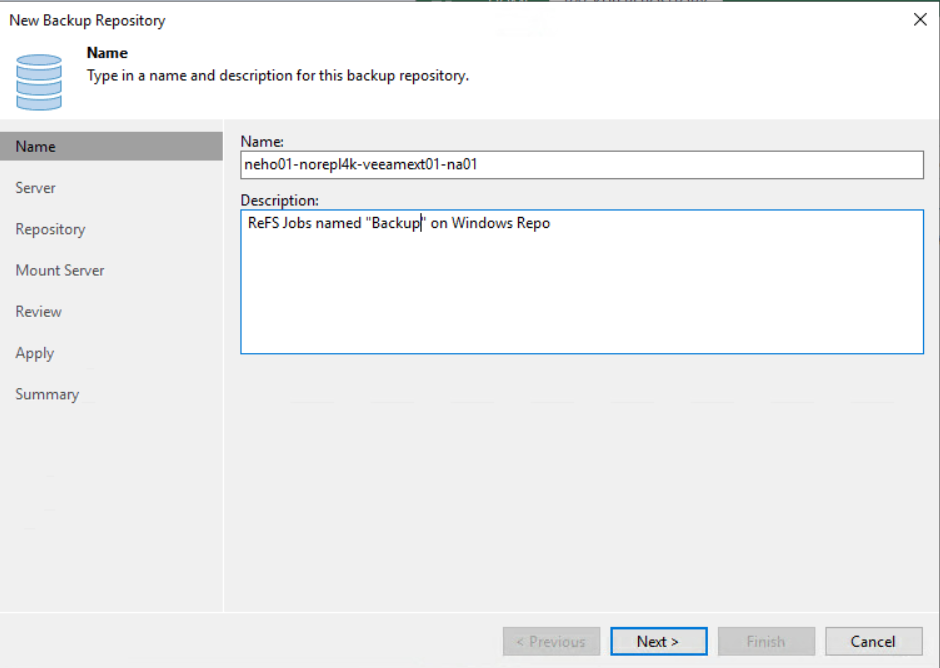 New Backup Repository
Name
Type in a name and description for this backup repository.
Name
Server
Repository
Mount Server
Review
Apply
Summary
Name:
neho01-norepl4k-veeamext01-na01
Description:
ReFS Jobs named "Backup" on Windows Repo
< Previous
Next >
Finish
Cancel